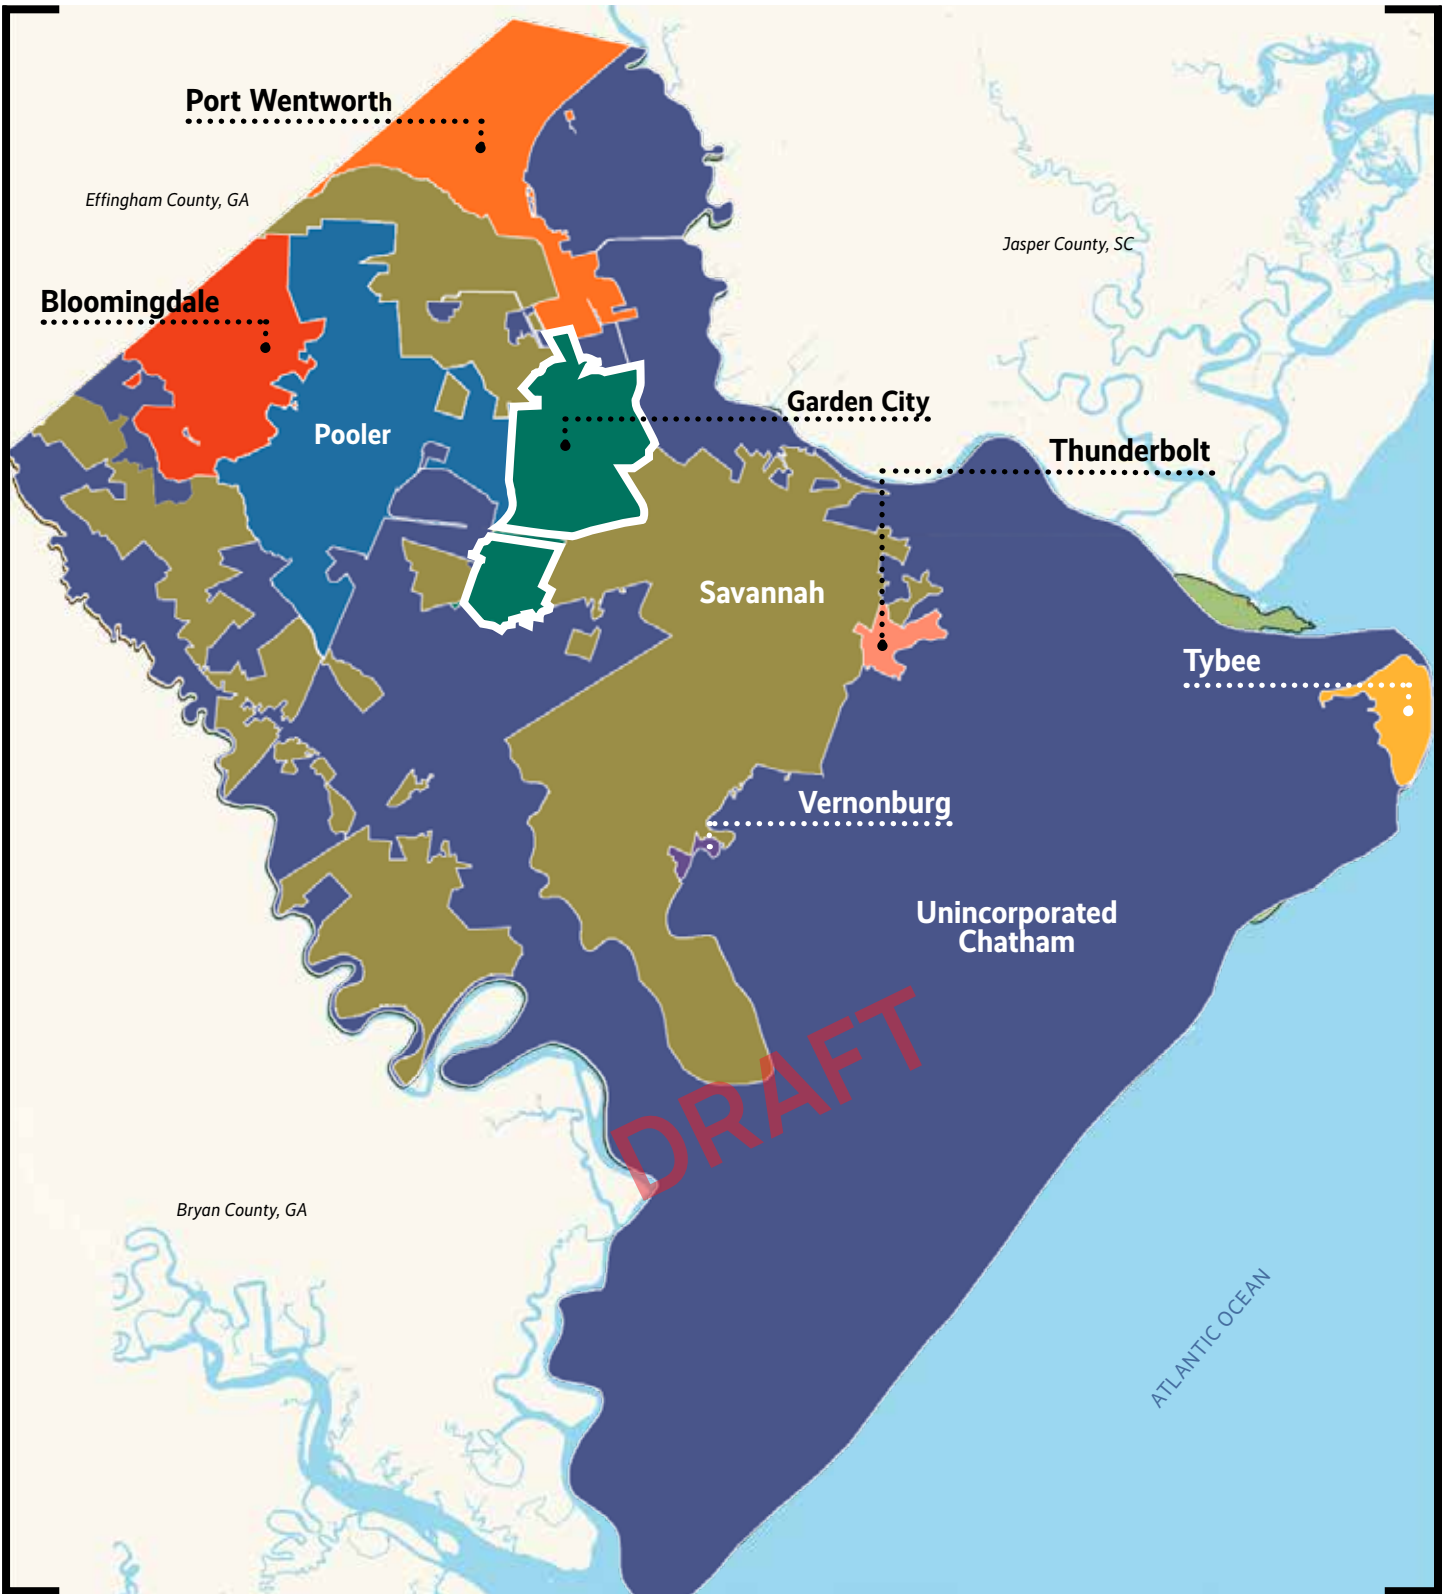 Port Wentworth
Effingham County, GA
Jasper County, SC
Bloomingdale
Garden City
Pooler
Thunderbolt
Savannah
Tybee
Vernonburg
Unincorporated
Chatham
DRAFT
Bryan County, GA
ATLANTIC OCEAN